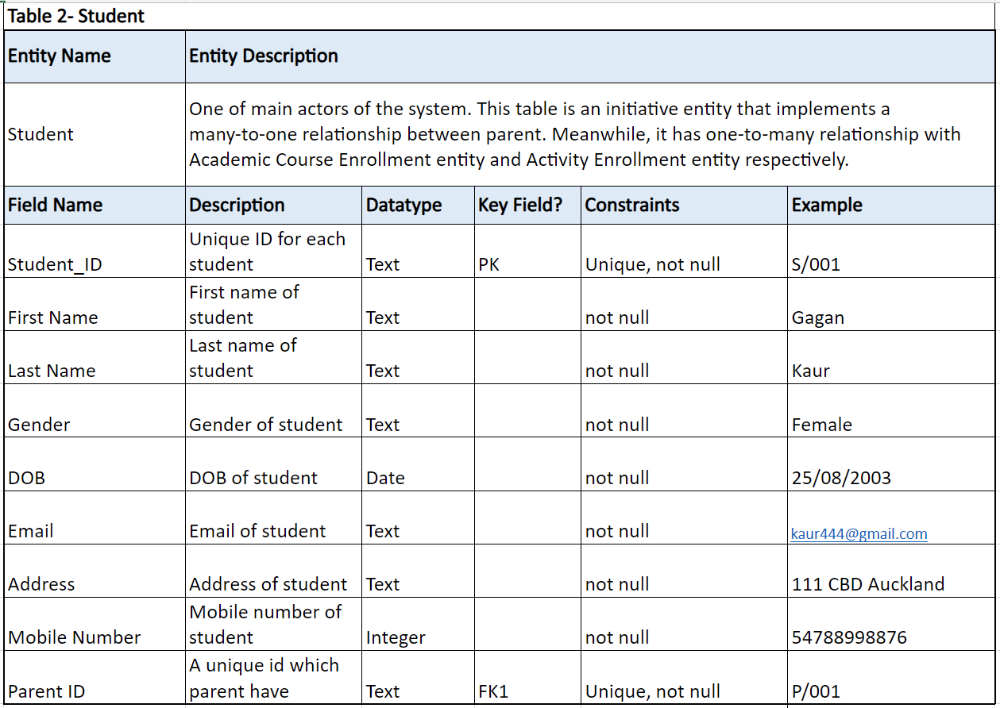 Table 2- Student
Entity Name Entity Description
One of main actors of the system. This table is an initiative entity that implements a
Student many-to-one relationship between parent. Meanwhile, it has one-to-many relationship with
Academic Course Enrollment entity and Activity Enrollment entity respectively.
Field Name Description Datatype Key Field? Constraints Example
Unique ID for each
Student_ID student Text PK Unique, not null S/001
First name of
First Name student Text not null Gagan
Last name of
Last Name student Text not null Kaur
Gender Gender of student Text not null Female
DOB DOB of student Date not null 25/08/2003
Email Email of student Text not null kaur444@gmail.com
Address Address of student Text not null 111 CBD Auckland
Mobile number of
Mobile Number student Integer not null 54788998876
A unique id which
Parent ID parent have Text FK1 Unique, not null P/001